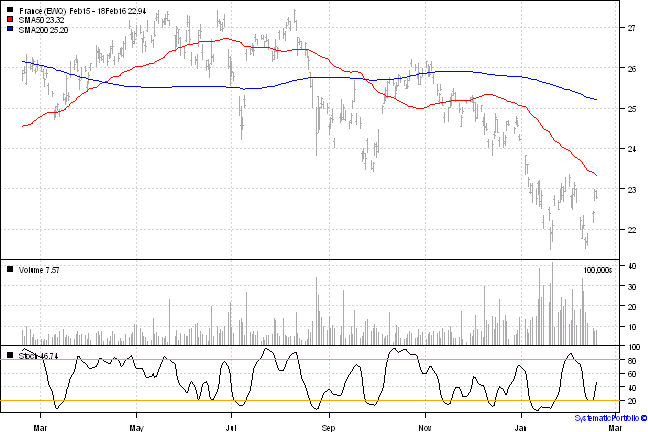 France (EWQ) Feb15 - 18Feb16 22.94
SMA50 23.32
SMA200 25.20
27
26
25
24
23
22
Volume 7.57
100,000s
40
30
20
10
Stoch 46.74
100
80
60
40
20
Mar May Jul Sep Nov Jan Mar
SystematicPortfolio ©